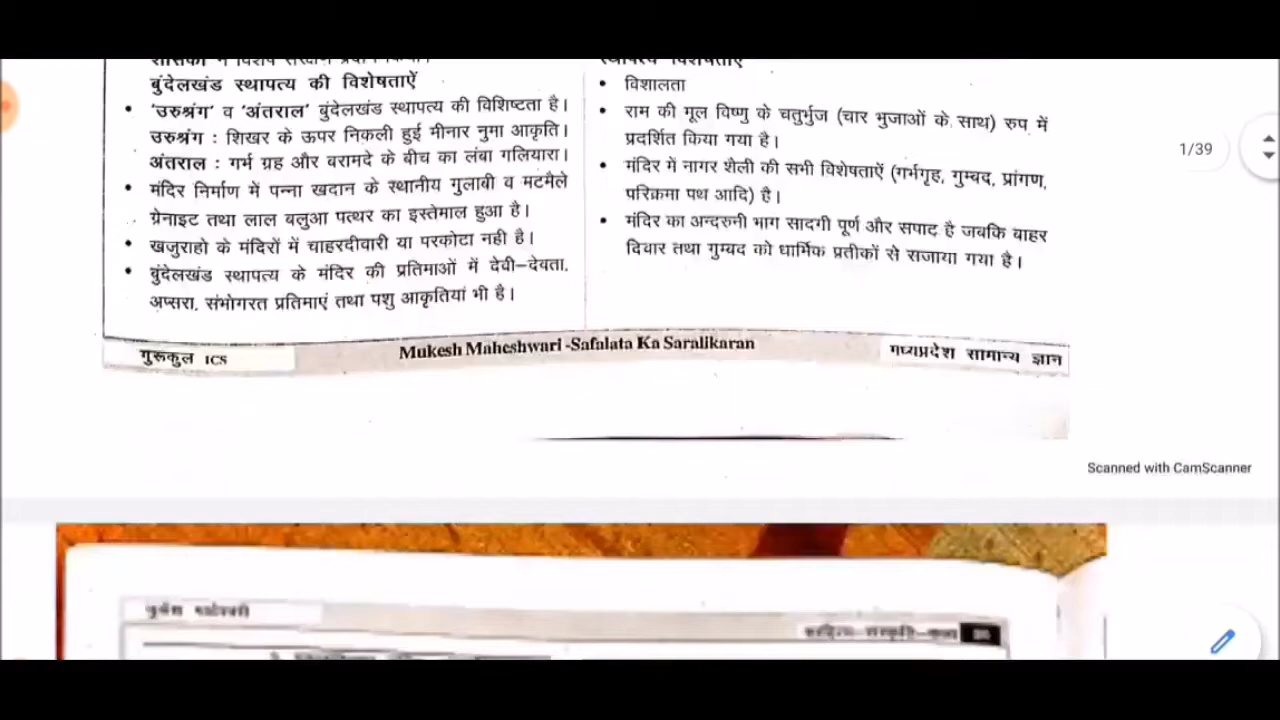 बुंदेलखंड स्थापत्य की विशेषताऐं
• 'उरुश्रंग' व 'अंतराल' बुंदेलखंड स्थापत्य की विशिष्टता है।
उरुश्रंग : शिखर के ऊपर निकली हुई मीनार नुमा आकृति।
अंतराल : गर्भ ग्रह और बरामदे के बीच का लंबा गलियारा।
• मंदिर निर्माण में पन्ना खदान के स्थानीय गुलाबी व मटमैले
ग्रेनाइट तथा लाल बलुआ पत्थर का इस्तेमाल हुआ है।
• खजुराहो के मंदिरों में चाहरदीवारी या परकोटा नही है।
• बुंदेलखंड स्थापत्य के मंदिर की प्रतिमाओं में देवी–देवता,
अप्सरा, संभोगरत प्रतिमाएं तथा पशु आकृतियां भी है।
स्थापत्य विशेषताऐं
• विशालता
• राम की मूल विष्णु के चतुर्भुज (चार भुजाओं के साथ) रुप में
प्रदर्शित किया गया है।
• मंदिर में नागर शैली की सभी विशेषताऐं (गर्भगृह, गुम्बद, प्रांगण,
परिक्रमा पथ आदि) है।
• मंदिर का अन्दरुनी भाग सादगी पूर्ण और सपाद है जबकि बाहर
दिवार तथा गुम्बद को धार्मिक प्रतीकों से सजाया गया है।
1/39
गुरूकुल ICS
Mukesh Maheshwari -Safalata Ka Saralikaran
मध्यप्रदेश सामान्य ज्ञान
Scanned with CamScanner